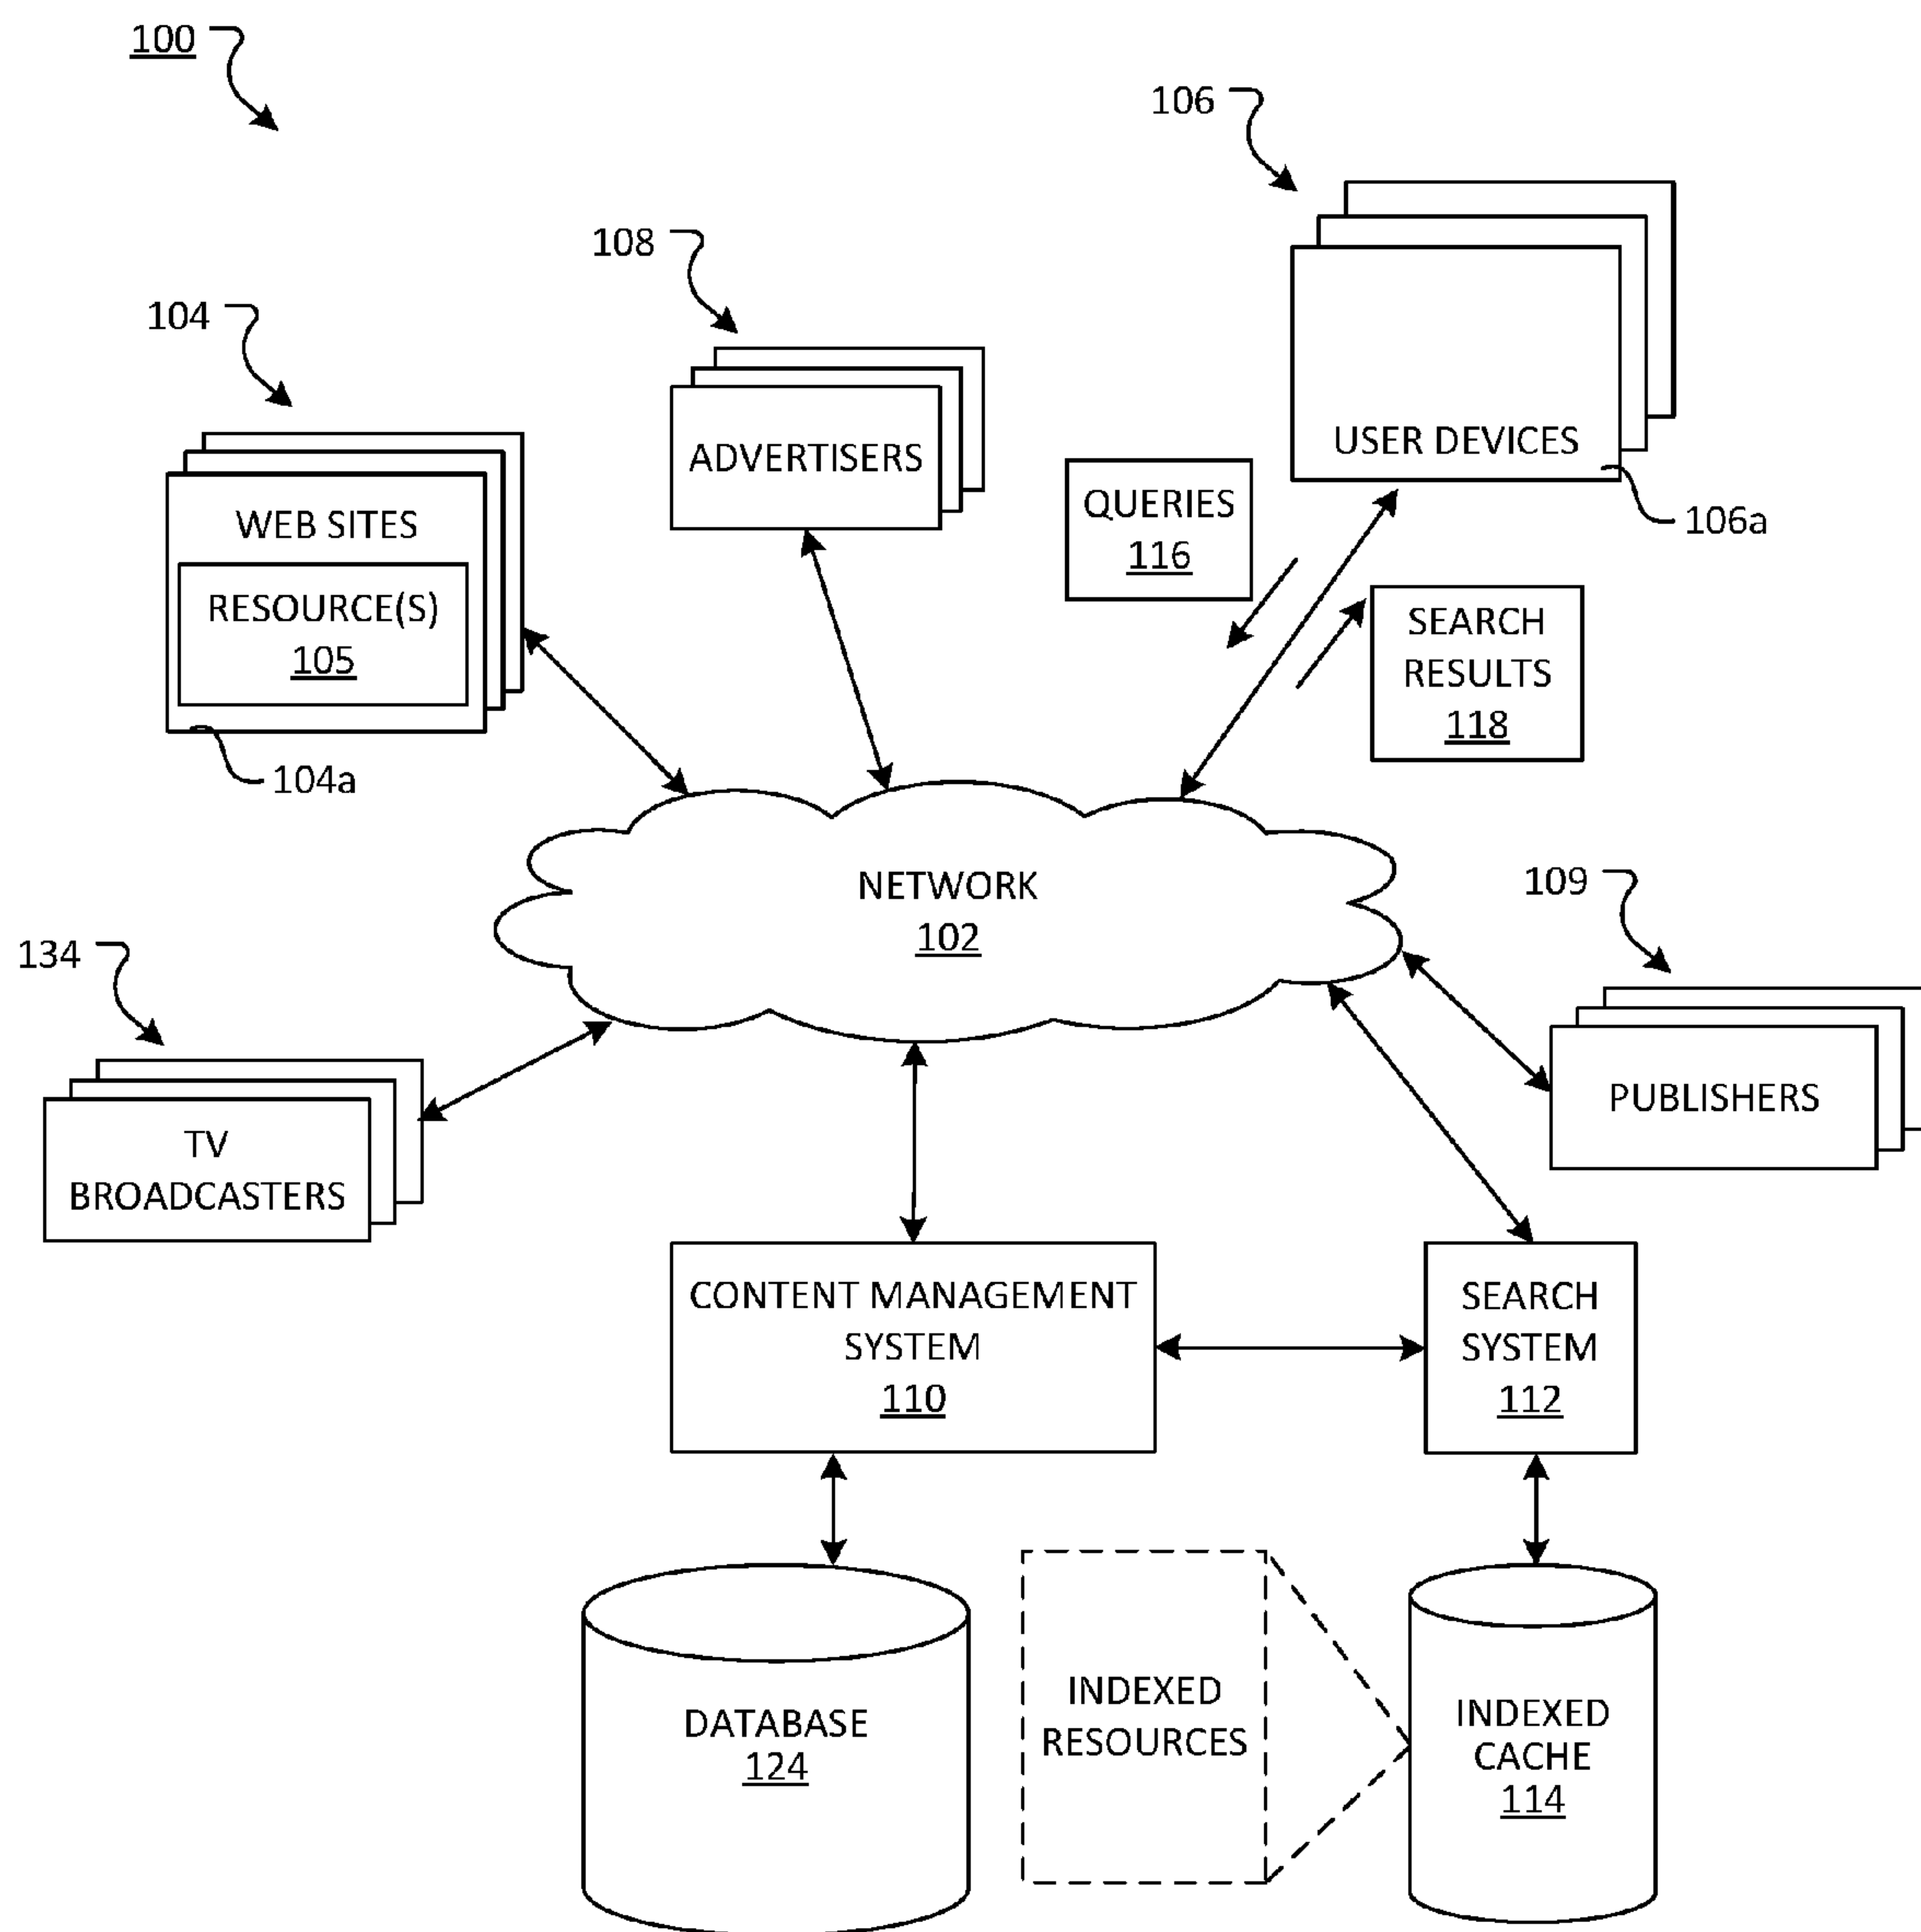 100
106
108
104
ADVERTISERS
USER DEVICES
106a
QUERIES
116
WEB SITES
RESOURCE(S)
105
104a
SEARCH
RESULTS
118
NETWORK
102
109
134
PUBLISHERS
TV
BROADCASTERS
CONTENT MANAGEMENT
SYSTEM
110
SEARCH
SYSTEM
112
DATABASE
124
INDEXED
RESOURCES
INDEXED
CACHE
114